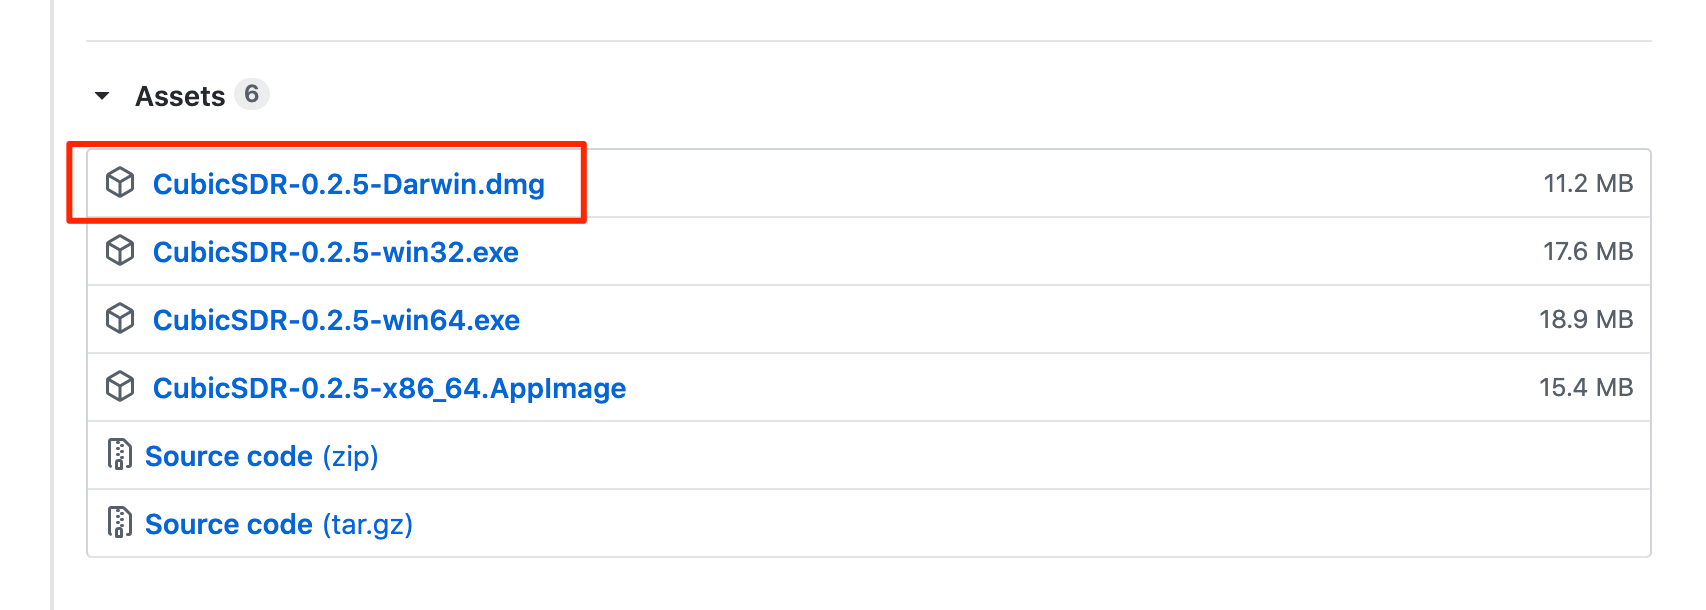 Assets 6
CubicSDR-0.2.5-Darwin.dmg 11.2 MB
CubicSDR-0.2.5-win32.exe 17.6 MB
CubicSDR-0.2.5-win64.exe 18.9 MB
CubicSDR-0.2.5-x86_64.AppImage 15.4 MB
Source code (zip)
Source code (tar.gz)